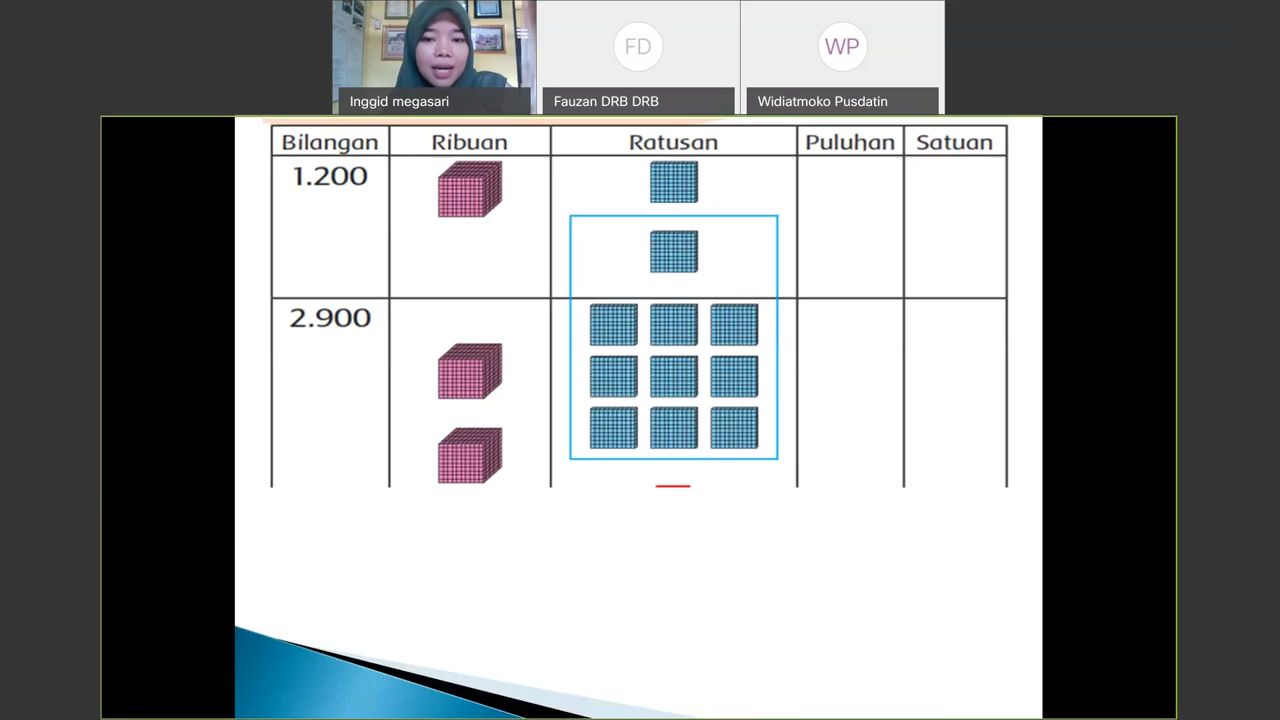 FD
WP
Inggid megasari
Fauzan DRB DRB
Widiatmoko Pusdatin
Bilangan Ribuan Ratusan Puluhan Satuan
1.200
2.900